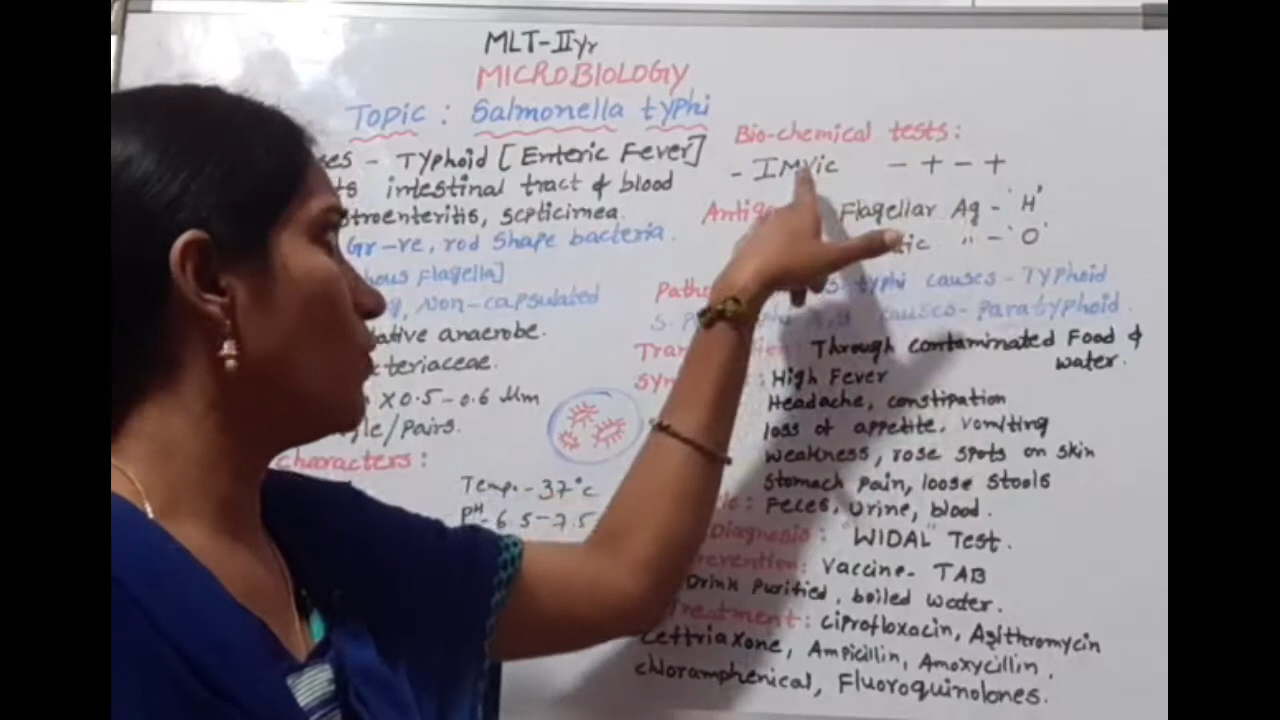 MLT-IIyr
MICROBIOLOGY
Topic : Salmonella typhi
- Typhoid [Enteric Fever]
intestinal tract & blood
septicimea.
Gr -ve, rod shape bacteria.
Flagella]
Non-capsulated
anaerobe.
X 0.5-0.6 Mm
/Pairs.
characters :
Temp. - 37°c
PH - 6.5-7.5
Bio-chemical tests :
- IMVic - + - +
Flagellar Ag - 'H'
" - 'O'
typhi causes - Typhoid
causes - Paratyphoid.
Through contaminated Food &
water.
: High Fever
Headache, constipation
loss of appetite, vomiting
weakness, rose spots on skin
stomach pain, loose stools
: Feces, urine, blood.
Diagnosis : "WIDAL" Test.
: Vaccine - TAB
Drink Purified, boiled water.
Treatment : ciprofloxacin, Azithromycin
Ceftriaxone, Ampicillin, Amoxycillin,
chloramphenical, Fluoroquinolones.